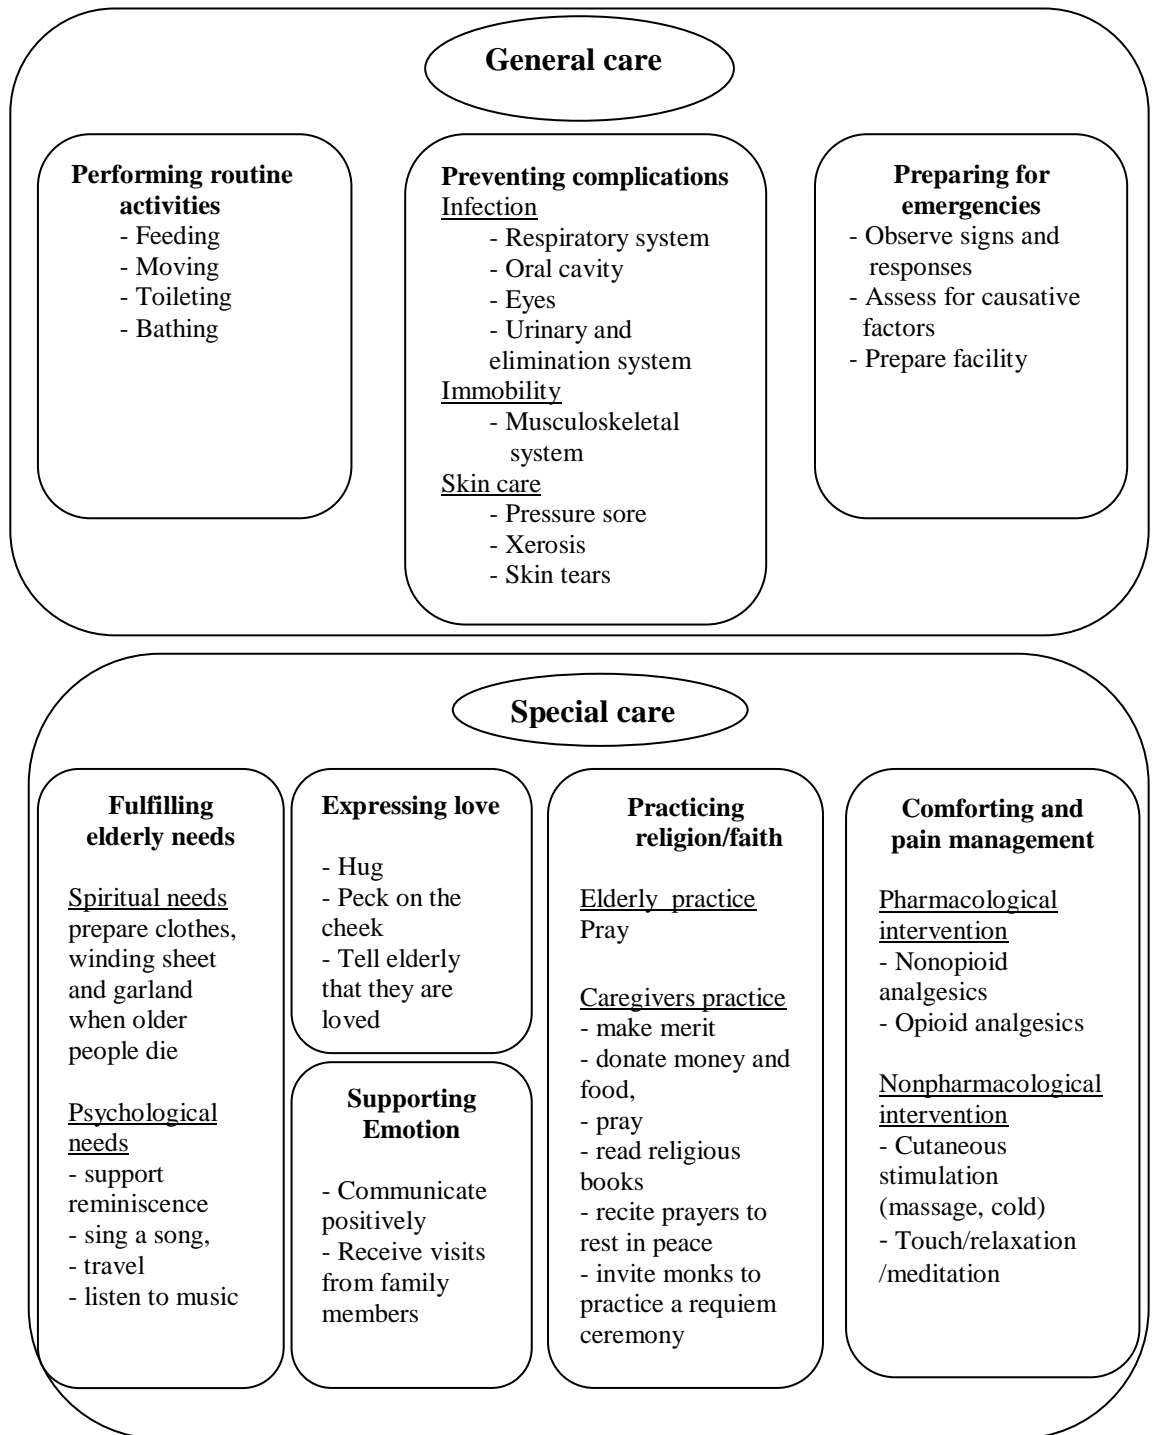 General care
Performing routine
activities
- Feeding
- Moving
- Toileting
- Bathing
Preventing complications
Infection
- Respiratory system
- Oral cavity
- Eyes
- Urinary and
elimination system
Immobility
- Musculoskeletal
system
Skin care
- Pressure sore
- Xerosis
- Skin tears
Preparing for
emergencies
- Observe signs and
responses
- Assess for causative
factors
- Prepare facility
Special care
Fulfilling
elderly needs
Spiritual needs
prepare clothes,
winding sheet
and garland
when older
people die
Psychological
needs
- support
reminiscence
- sing a song,
- travel
- listen to music
Expressing love
- Hug
- Peck on the
cheek
- Tell elderly
that they are
loved
Supporting
Emotion
- Communicate
positively
- Receive visits
from family
members
Practicing
religion/faith
Elderly practice
Pray
Caregivers practice
- make merit
- donate money and
food,
- pray
- read religious
books
- recite prayers to
rest in peace
- invite monks to
practice a requiem
ceremony
Comforting and
pain management
Pharmacological
intervention
- Nonopioid
analgesics
- Opioid analgesics
Nonpharmacological
intervention
- Cutaneous
stimulation
(massage, cold)
- Touch/relaxation
/meditation